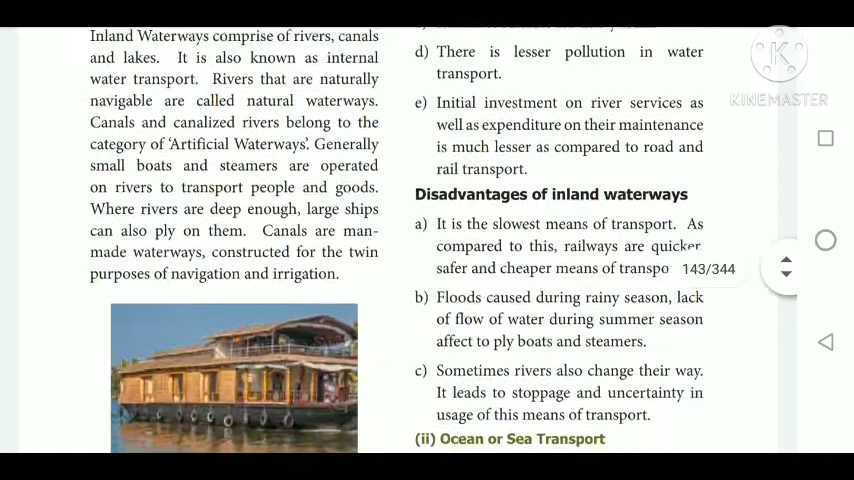 Inland Waterways comprise of rivers, canals
and lakes. It is also known as internal
water transport. Rivers that are naturally
navigable are called natural waterways.
Canals and canalized rivers belong to the
category of ‘Artificial Waterways’. Generally
small boats and steamers are operated
on rivers to transport people and goods.
Where rivers are deep enough, large ships
can also ply on them. Canals are man-
made waterways, constructed for the twin
purposes of navigation and irrigation.
d) There is lesser pollution in water
transport.
e) Initial investment on river services as
well as expenditure on their maintenance
is much lesser as compared to road and
rail transport.
Disadvantages of inland waterways
a) It is the slowest means of transport. As
compared to this, railways are quicker
safer and cheaper means of transpo
b) Floods caused during rainy season, lack
of flow of water during summer season
affect to ply boats and steamers.
c) Sometimes rivers also change their way.
It leads to stoppage and uncertainty in
usage of this means of transport.
(ii) Ocean or Sea Transport
143/344
KINEMASTER